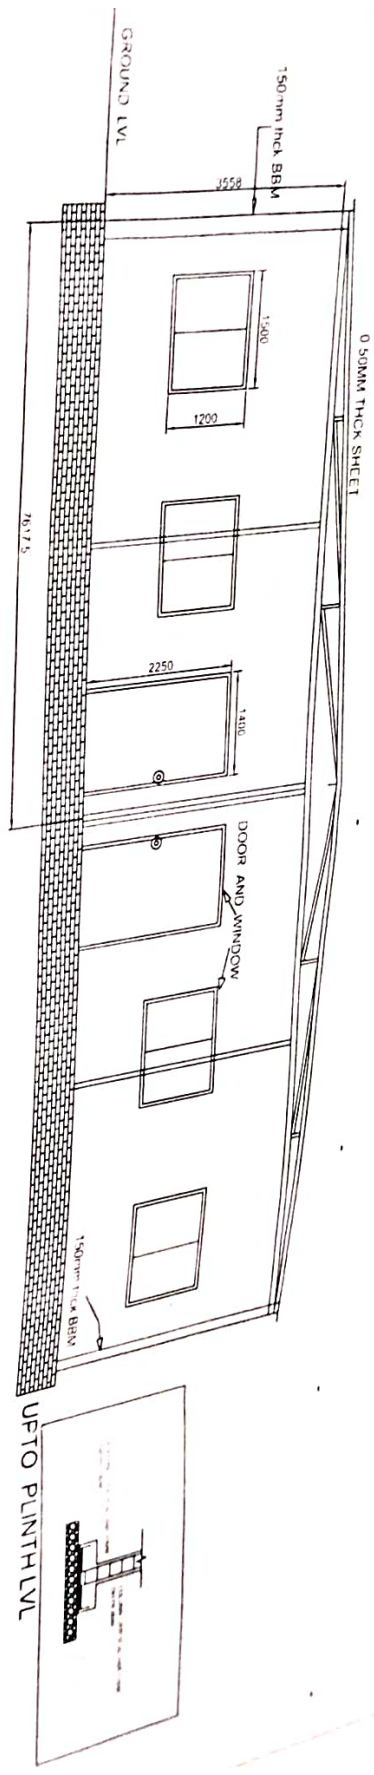 GROUND LVL
150mm thck BBM
3558
0.50MM THCK SHEET
1500
1200
7617.5
2250
1400
DOOR AND WINDOW
150mm thck BBM
UPTO PLINTH LVL